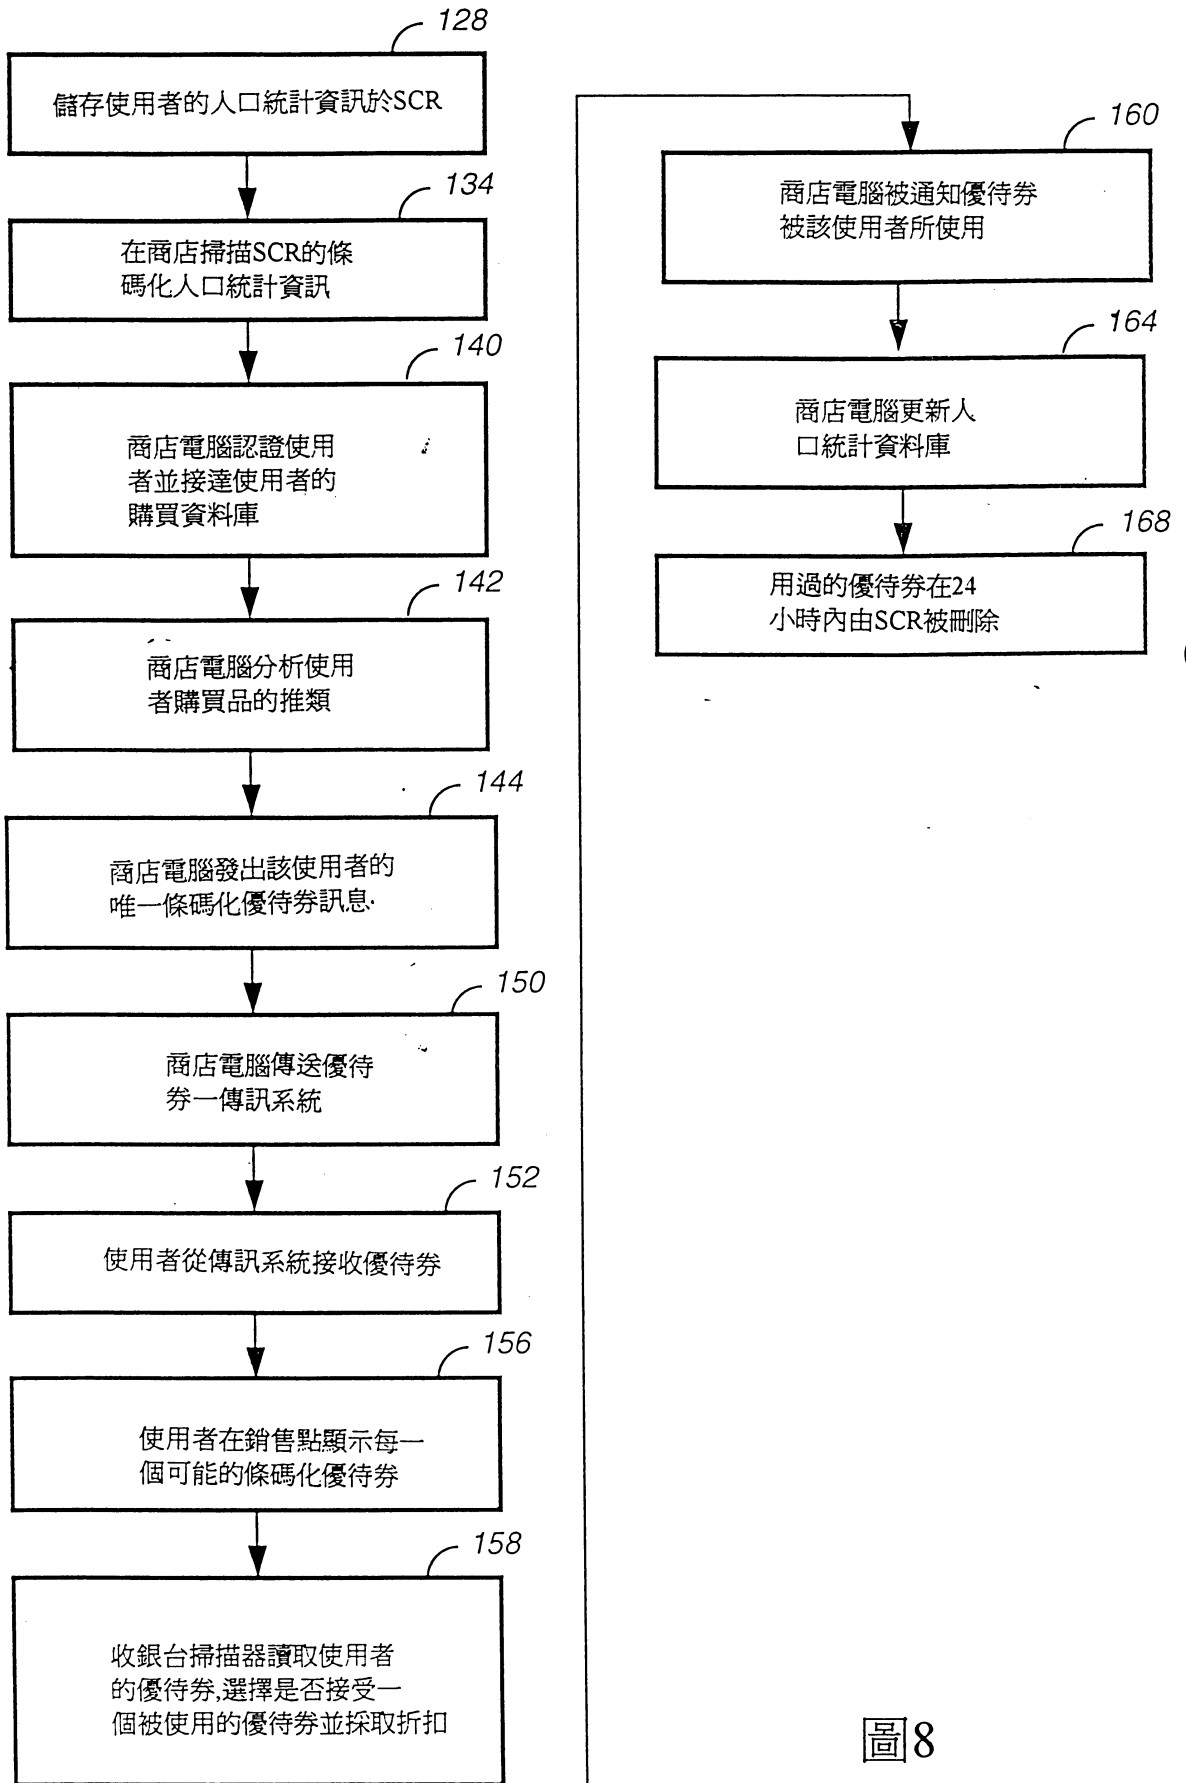 128
儲存使用者的人口統計資訊於SCR
134
在商店掃描SCR的條
碼化人口統計資訊
140
商店電腦認證使用
者並接達使用者的
購買資料庫
142
商店電腦分析使用
者購買品的推類
144
商店電腦發出該使用者的
唯一條碼化優待券訊息
150
商店電腦傳送優待
券一傳訊系統
152
使用者從傳訊系統接收優待券
156
使用者在銷售點顯示每一
個可能的條碼化優待券
158
收銀台掃描器讀取使用者
的優待券,選擇是否接受一
個被使用的優待券並採取折扣
160
商店電腦被通知優待券
被該使用者所使用
164
商店電腦更新人
口統計資料庫
168
用過的優待券在24
小時內由SCR被刪除
圖8